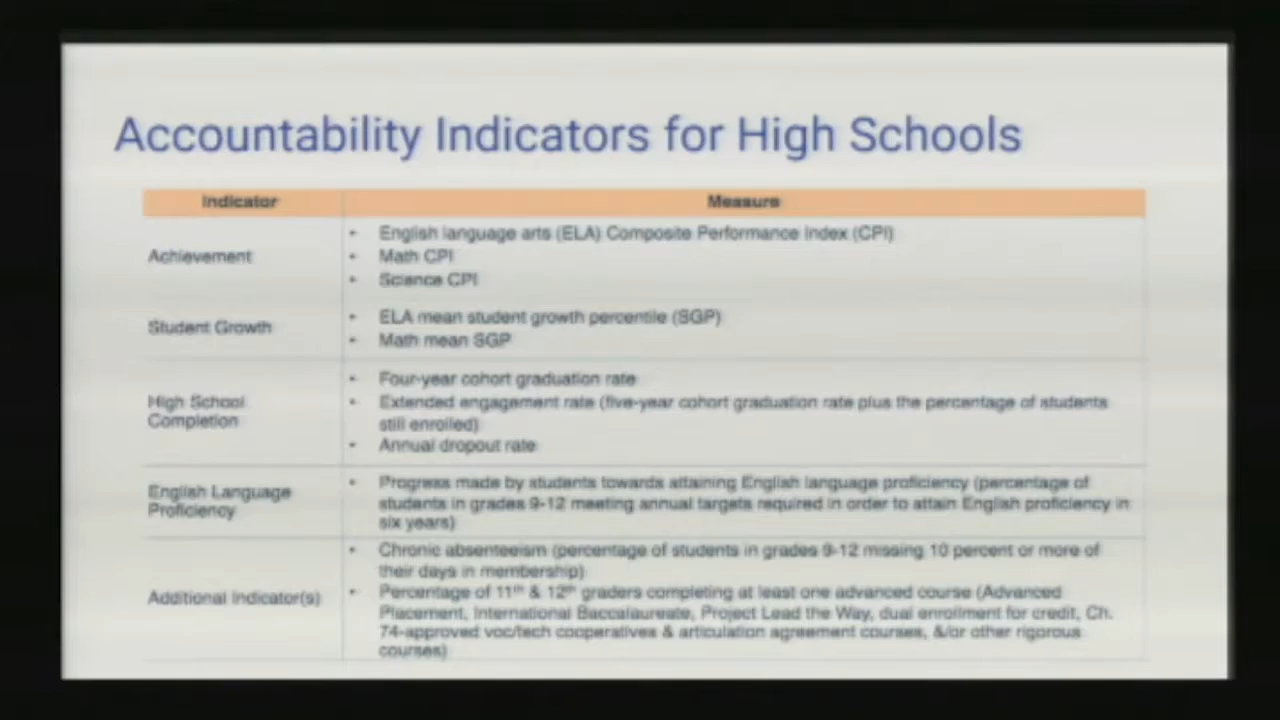 Accountability Indicators for High Schools
Indicator
Measure
Achievement
• English language arts (ELA) Composite Performance Index (CPI)
• Math CPI
• Science CPI
Student Growth
• ELA mean student growth percentile (SGP)
• Math mean SGP
High School
Completion
• Four-year cohort graduation rate
• Extended engagement rate (five-year cohort graduation rate plus the percentage of students
still enrolled)
• Annual dropout rate
English Language
Proficiency
• Progress made by students towards attaining English language proficiency (percentage of
students in grades 9-12 meeting annual targets required in order to attain English proficiency in
six years)
Additional Indicator(s)
• Chronic absenteeism (percentage of students in grades 9-12 missing 10 percent or more of
their days in membership)
• Percentage of 11th & 12th graders completing at least one advanced course (Advanced
Placement, International Baccalaureate, Project Lead the Way, dual enrollment for credit, Ch.
74-approved voc/tech cooperatives & articulation agreement courses, &/or other rigorous
courses)